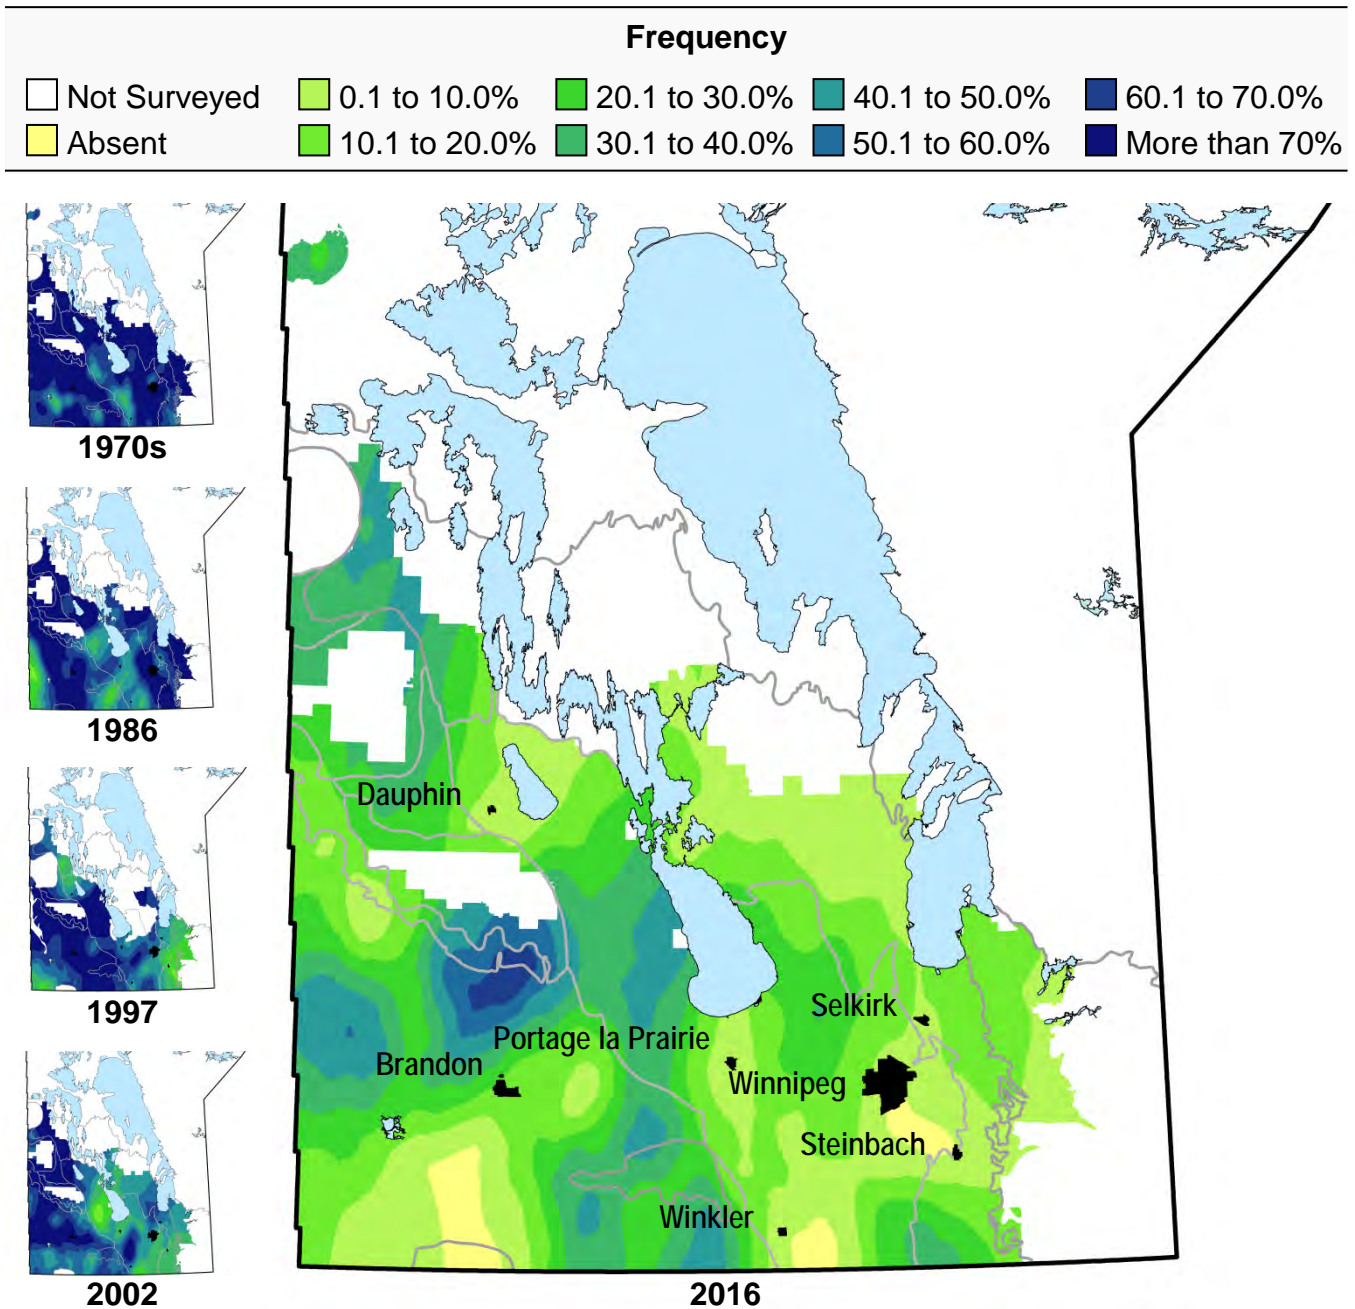 Frequency
Not Surveyed 0.1 to 10.0% 20.1 to 30.0% 40.1 to 50.0% 60.1 to 70.0%
Absent 10.1 to 20.0% 30.1 to 40.0% 50.1 to 60.0% More than 70%
1970s
1986
1997
2002
Dauphin
Selkirk
Portage la Prairie
Brandon
Winnipeg
Steinbach
Winkler
2016